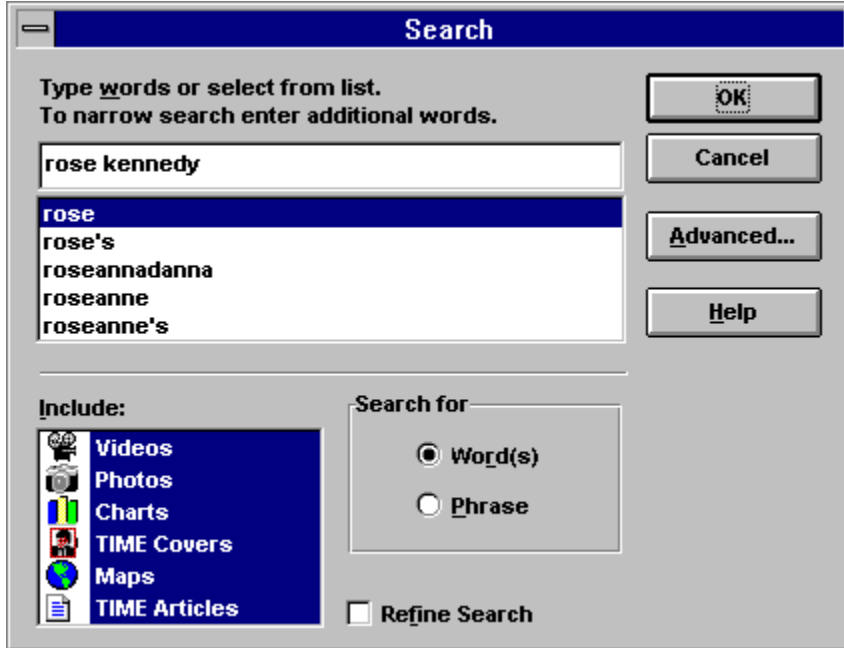 Search
Type words or select from list.
To narrow search enter additional words.
rose kennedy
rose
rose's
roseannadanna
roseanne
roseanne's
OK
Cancel
Advanced...
Help
Include:
Videos
Photos
Charts
TIME Covers
Maps
TIME Articles
Search for
Word(s)
Phrase
Refine Search